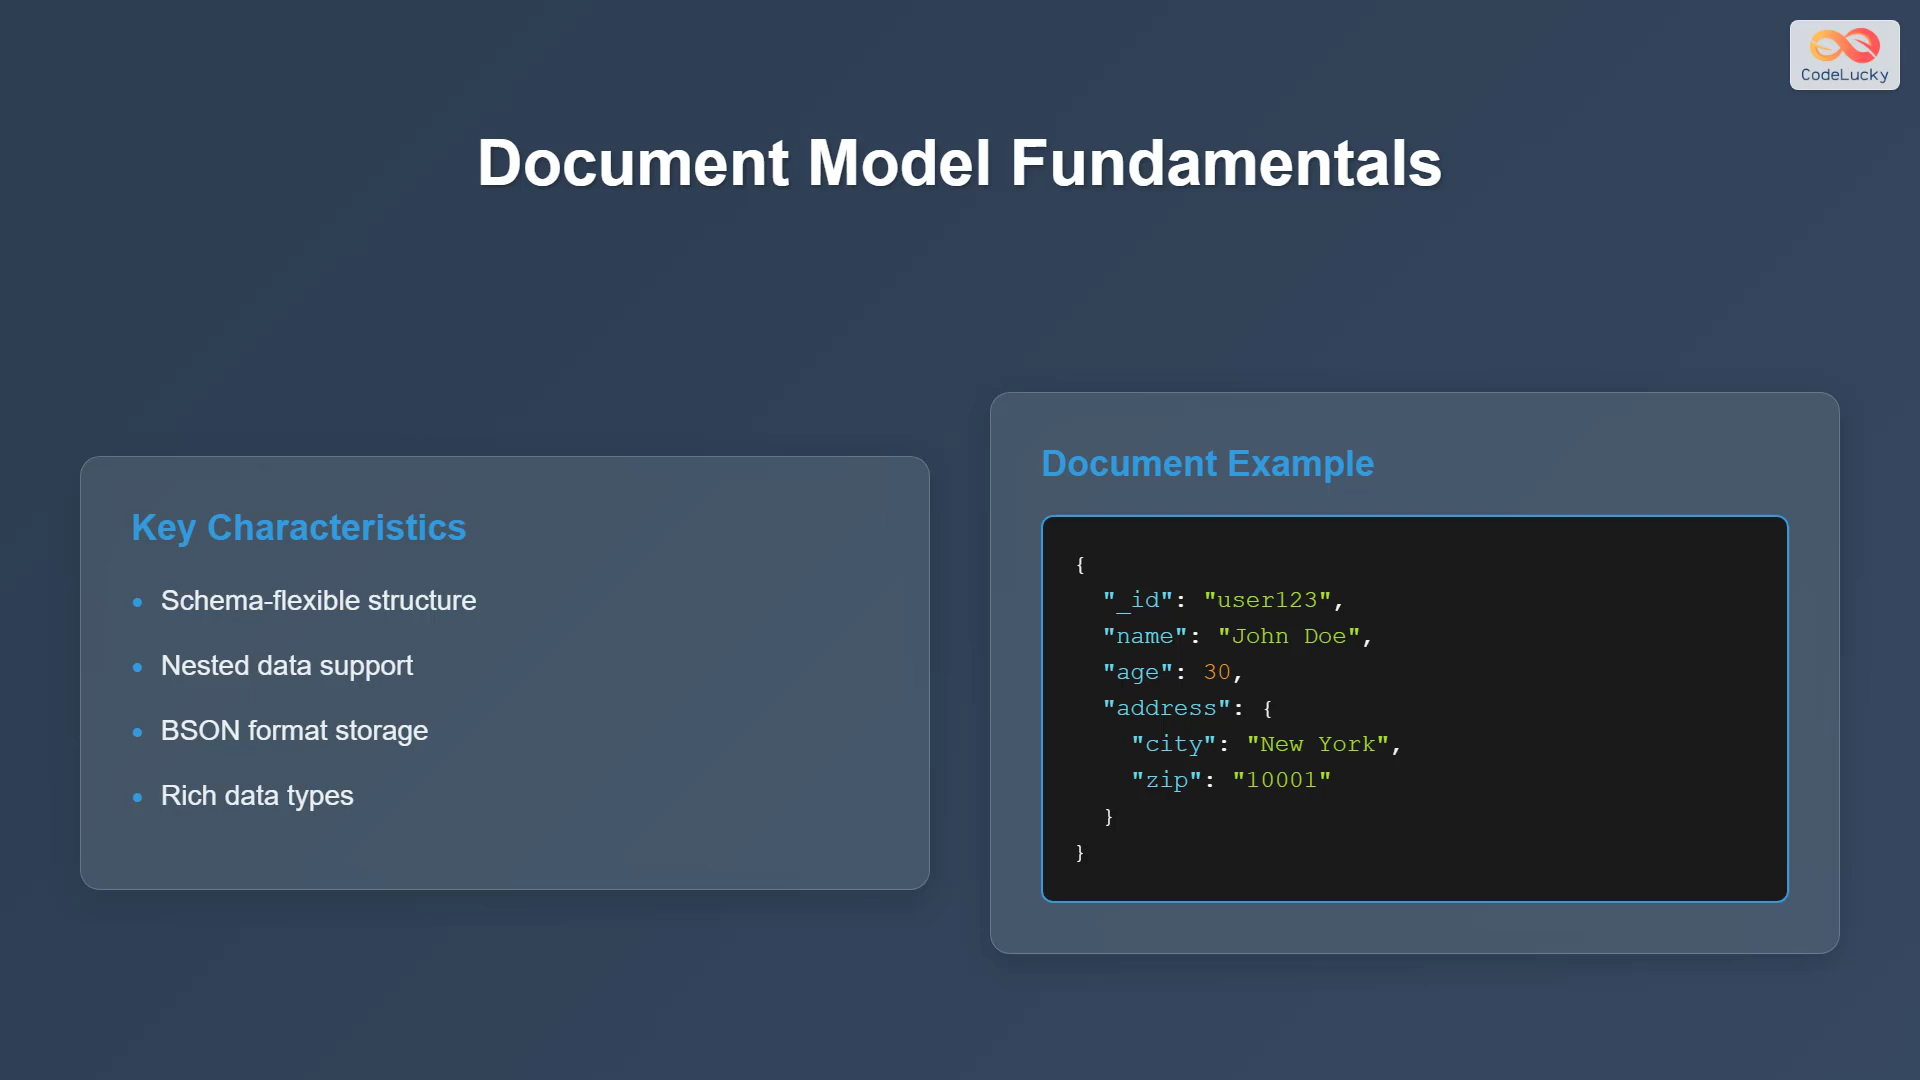 CodeLucky
Document Model Fundamentals
Key Characteristics
• Schema-flexible structure
• Nested data support
• BSON format storage
• Rich data types
Document Example
{
  "_id": "user123",
  "name": "John Doe",
  "age": 30,
  "address": {
    "city": "New York",
    "zip": "10001"
  }
}